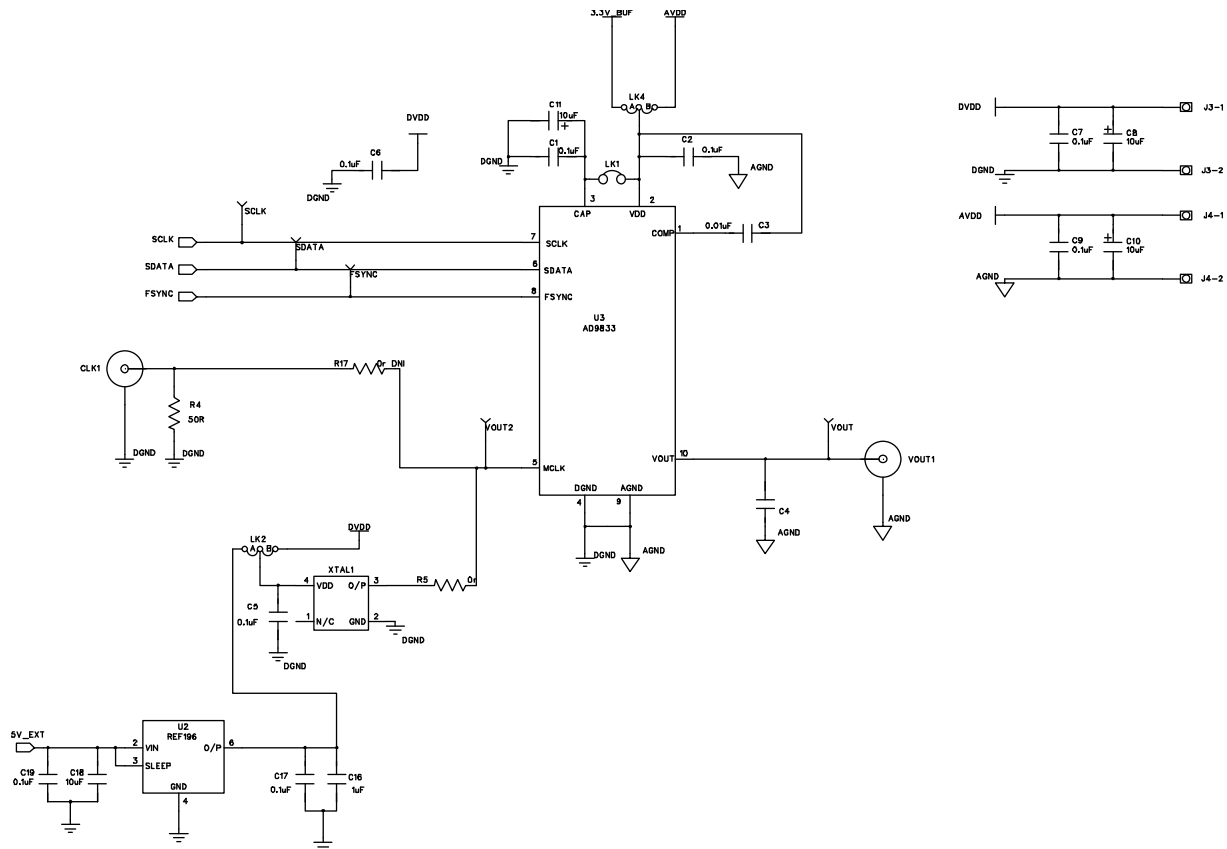 3.3V_BUF
AVDD
LK4
A B
C11
10uF
+
DVDD
C6
0.1uF
DGND
C1
0.1uF
DGND
LK1
C2
0.1uF
AGND
3
2
CAP
VDD
COMP
1
0.01uF
C3
SCLK
SCLK
7
SCLK
SDATA
SDATA
6
SDATA
FSYNC
FSYNC
8
FSYNC
U3
AD9833
DVDD
J3-1
C7
0.1uF
+
C8
10uF
DGND
J3-2
AVDD
J4-1
C9
0.1uF
+
C10
10uF
AGND
J4-2
CLK1
R17
0r DNI
R4
50R
DGND
DGND
VOUT2
5
MCLK
VOUT
10
VOUT
VOUT1
DGND
AGND
4
9
C4
AGND
AGND
DGND
AGND
LK2
A B
DVDD
XTAL1
4
VDD
O/P
3
R5
0r
C5
0.1uF
1
N/C
GND
2
DGND
DGND
5V_EXT
U2
REF196
2
VIN
O/P
6
3
SLEEP
C19
0.1uF
C18
10uF
GND
4
C17
0.1uF
C16
1uF